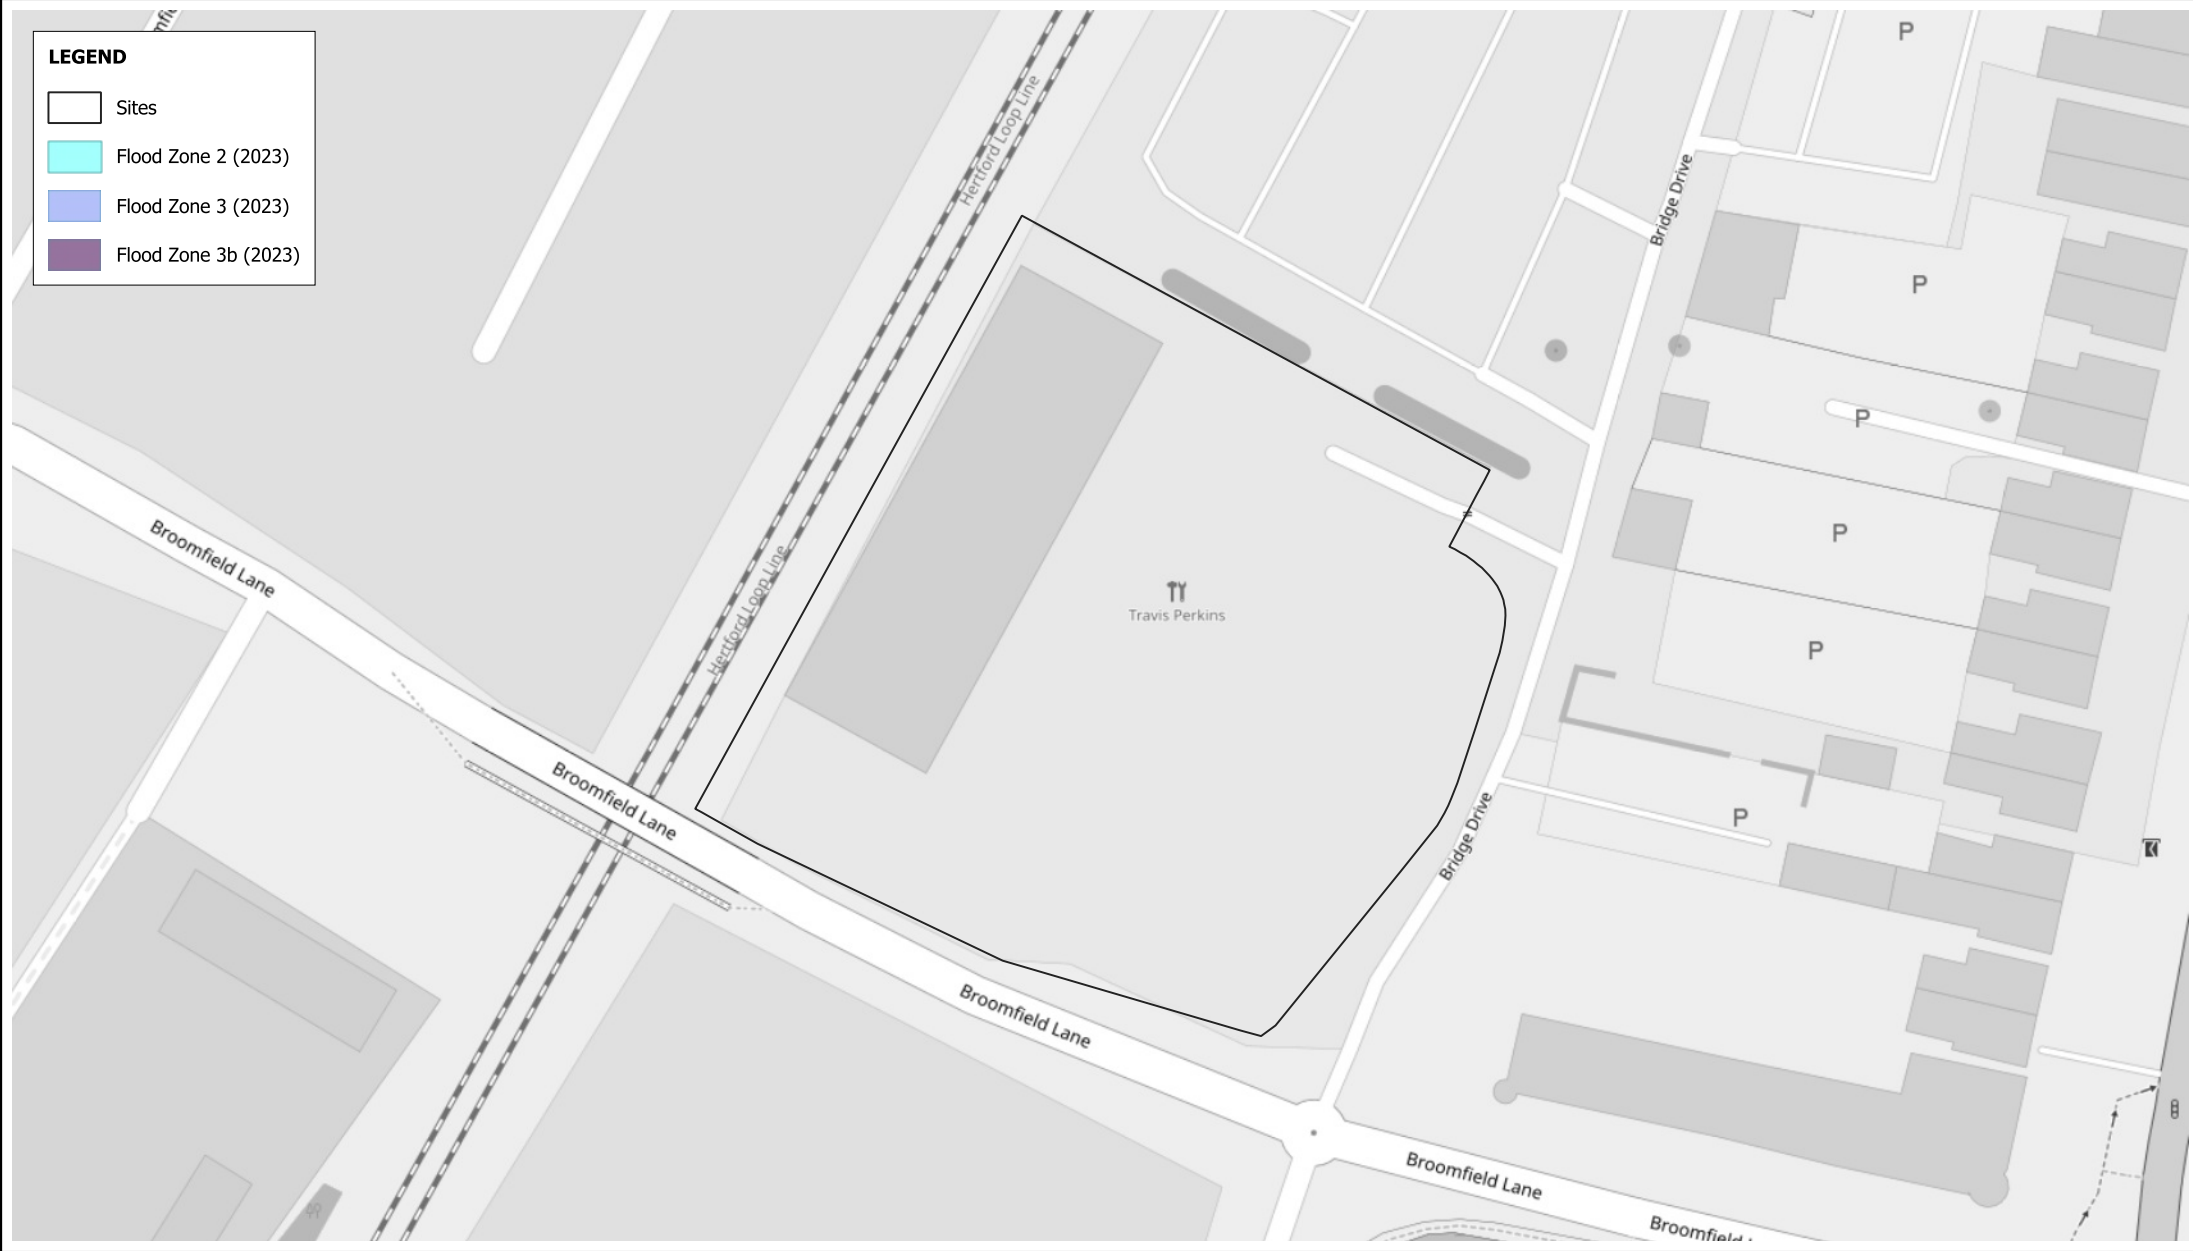 LEGEND
Sites
Flood Zone 2 (2023)
Flood Zone 3 (2023)
Flood Zone 3b (2023)
Hertford Loop Line
P
Bridge Drive
P
P
Broomfield Lane
P
Travis Perkins
Hertford Loop Line
P
Broomfield Lane
P
Bridge Drive
Broomfield Lane
Broomfield Lane